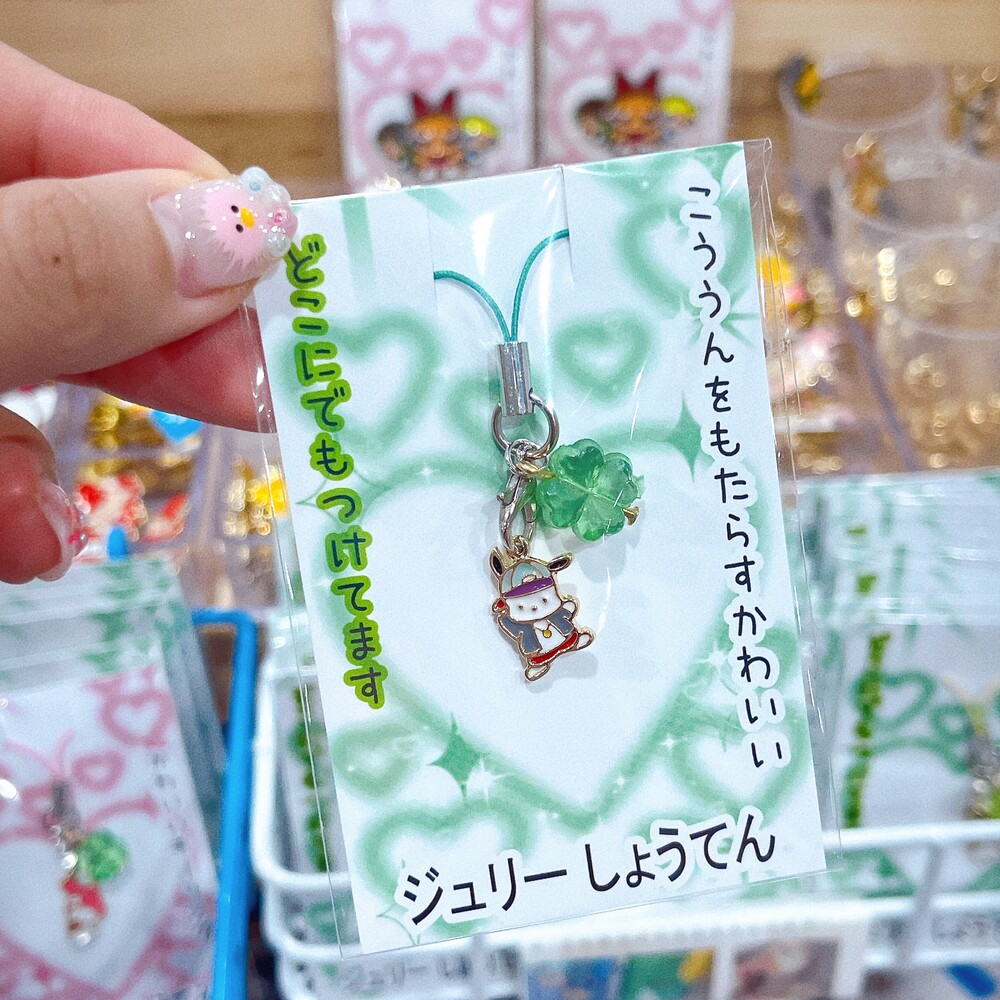 こううんをもたらすかわいい
どこにでもつけてます
ジュリーしょうてん